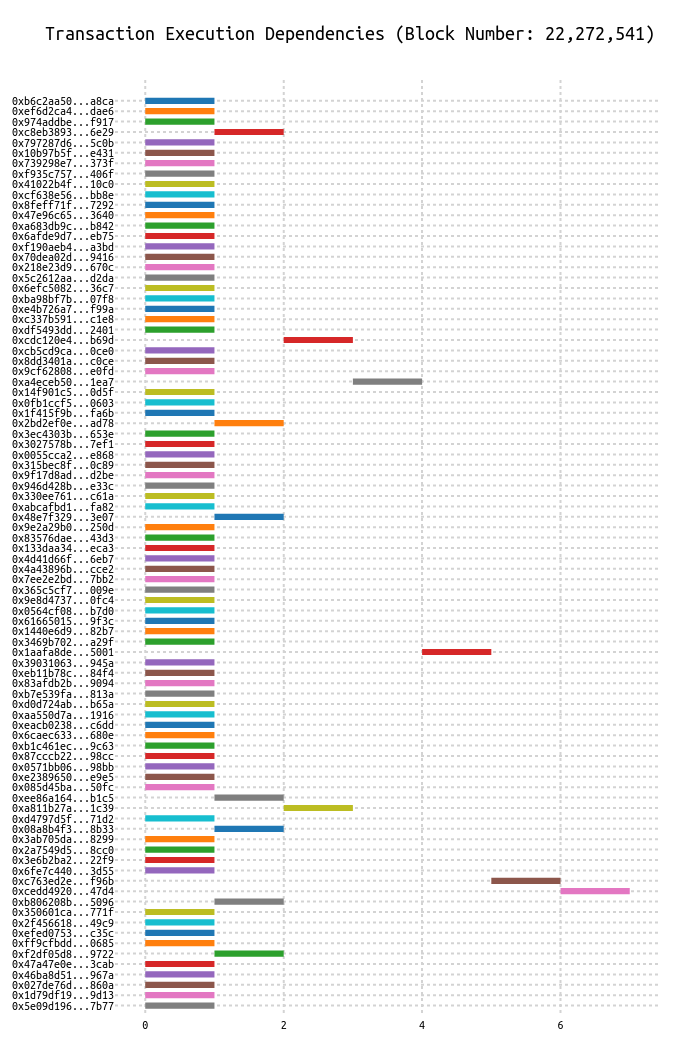 Transaction Execution Dependencies (Block Number: 22,272,541)
0xb6c2aa50...a8ca
0xef6d2ca4...dae6
0x974addbe...f917
0xc8eb3893...6e29
0x797287d6...5c0b
0x10b97b5f...e431
0x739298e7...373f
0xf935c757...406f
0x41022b4f...10c0
0xcf638e56...bb8e
0x8feff71f...7292
0x47e96c65...3640
0xa683db9c...b842
0x6afde9d7...eb75
0xf190aeb4...a3bd
0x70dea02d...9416
0x218e23d9...670c
0x5c2612aa...d2da
0x6efc5082...36c7
0xba98bf7b...07f8
0xe4b726a7...f99a
0xc337b591...c1e8
0xdf5493dd...2401
0xcdc120e4...b69d
0xcb5cd9ca...0ce0
0x8dd3401a...c0ce
0x9cf62808...e0fd
0xa4eceb50...1ea7
0x14f901c5...0d5f
0x0fb1ccf5...0603
0x1f415f9b...fa6b
0x2bd2ef0e...ad78
0x3ec4303b...653e
0x3027578b...7ef1
0x0055cca2...e868
0x315bec8f...0c89
0x9f17d8ad...d2be
0x946d428b...e33c
0x330ee761...c61a
0xabcafbd1...fa82
0x48e7f329...3e07
0x9e2a29b0...250d
0x83576dae...43d3
0x133daa34...eca3
0x4d41d66f...6eb7
0x4a43896b...cce2
0x7ee2e2bd...7bb2
0x365c5cf7...009e
0x9e8d4737...0fc4
0x0564cf08...b7d0
0x61665015...9f3c
0x1440e6d9...82b7
0x3469b702...a29f
0x1aafa8de...5001
0x39031063...945a
0xeb11b78c...84f4
0x83afdb2b...9094
0xb7e539fa...813a
0xd0d724ab...b65a
0xaa550d7a...1916
0xeacb0238...c6dd
0x6caec633...680e
0xb1c461ec...9c63
0x87cccb22...98cc
0x0571bb06...98bb
0xe2389650...e9e5
0x085d45ba...50fc
0xee86a164...b1c5
0xa811b27a...1c39
0xd4797d5f...71d2
0x08a8b4f3...8b33
0x3ab705da...8299
0x2a7549d5...8cc0
0x3e6b2ba2...22f9
0x6fe7c440...3d55
0xc763ed2e...f96b
0xcedd4920...47d4
0xb806208b...5096
0x350601ca...771f
0x2f456618...49c9
0xefed0753...c35c
0xff9cfbdd...0685
0xf2df05d8...9722
0x47a47e0e...3cab
0x46ba8d51...967a
0x027de76d...860a
0x1d79df19...9d13
0x5e09d196...7b77
0 2 4 6